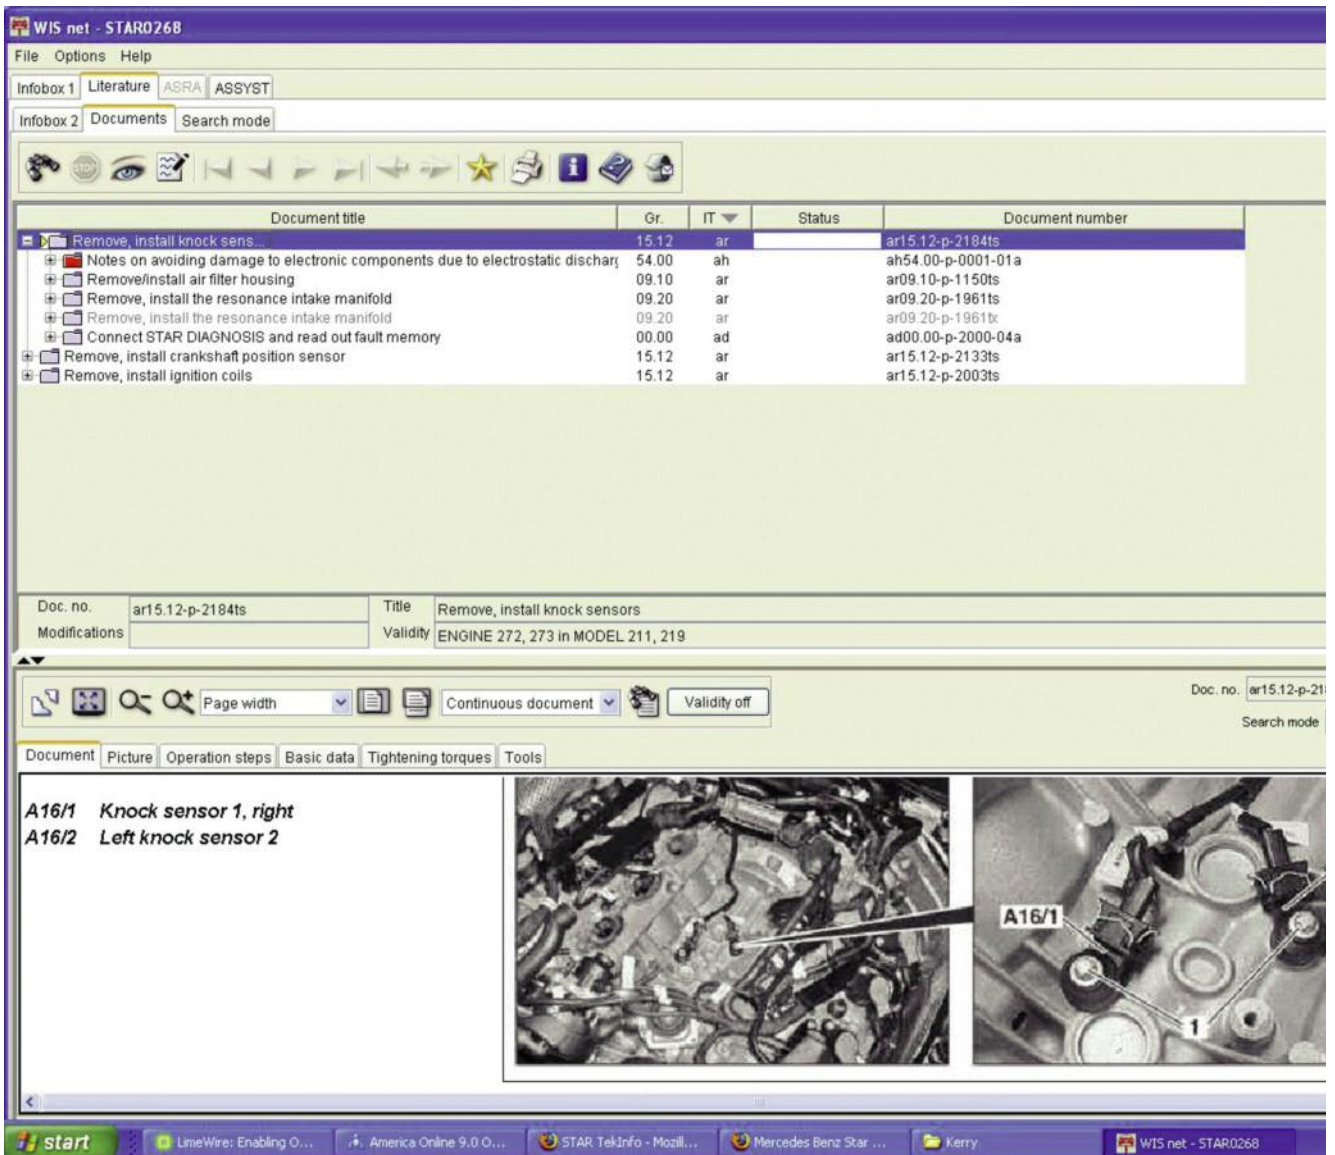 WIS net - STAR0268
File Options Help
Infobox 1 Literature ASRA ASSYST
Infobox 2 Documents Search mode
STOP i ?
Document title Gr. IT Status Document number
Remove, install knock sens... 15.12 ar ar15.12-p-2184ts
Notes on avoiding damage to electronic components due to electrostatic discharg 54.00 ah ah54.00-p-0001-01a
Remove/install air filter housing 09.10 ar ar09.10-p-1150ts
Remove, install the resonance intake manifold 09.20 ar ar09.20-p-1961ts
Remove, install the resonance intake manifold 09.20 ar ar09.20-p-1961tx
Connect STAR DIAGNOSIS and read out fault memory 00.00 ad ad00.00-p-2000-04a
Remove, install crankshaft position sensor 15.12 ar ar15.12-p-2133ts
Remove, install ignition coils 15.12 ar ar15.12-p-2003ts
Doc. no. ar15.12-p-2184ts Title Remove, install knock sensors
Modifications Validity ENGINE 272, 273 in MODEL 211, 219
Page width Continuous document Validity off Doc. no. ar15.12-p-21
Search mode
Document Picture Operation steps Basic data Tightening torques Tools
A16/1 Knock sensor 1, right
A16/2 Left knock sensor 2
A16/1
1
start LimeWire: Enabling O... America Online 9.0 O... STAR TekInfo - Mozill... Mercedes Benz Star ... Kerry WIS net - STAR0268